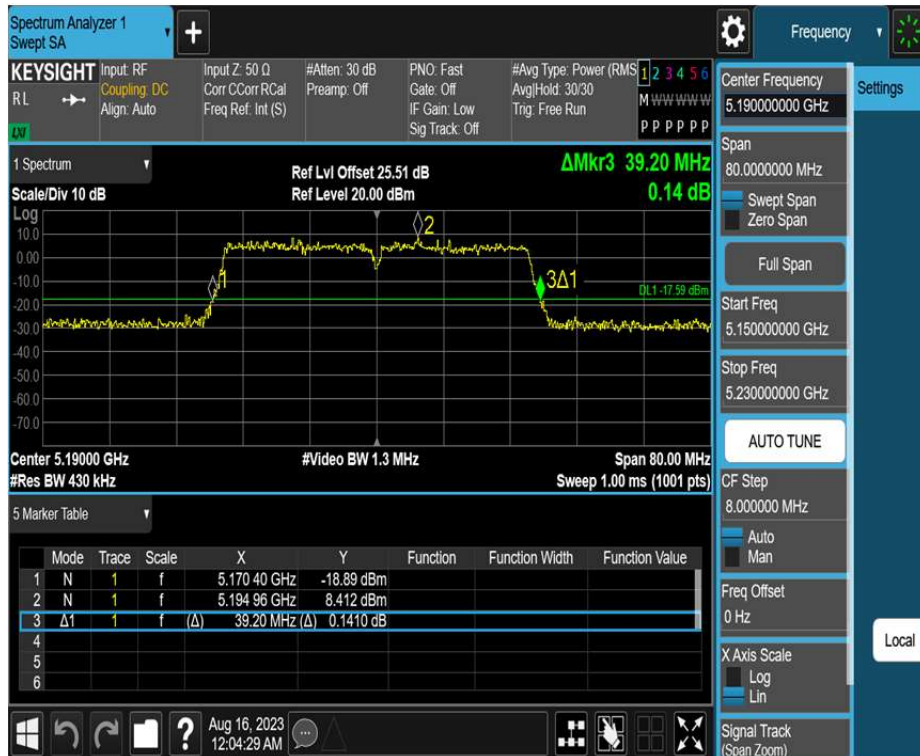 Spectrum Analyzer 1
Swept SA
+
Frequency
KEYSIGHT
RL
LXI
Input: RF
Coupling: DC
Align: Auto
Input Z: 50 Ω
Corr CCorr RCal
Freq Ref: Int (S)
#Atten: 30 dB
Preamp: Off
PNO: Fast
Gate: Off
IF Gain: Low
Sig Track: Off
#Avg Type: Power (RMS
Avg|Hold: 30/30
Trig: Free Run
1 2 3 4 5 6
M W W W W W
P P P P P P
1 Spectrum
Scale/Div 10 dB
Ref Lvl Offset 25.51 dB
Ref Level 20.00 dBm
ΔMkr3 39.20 MHz
0.14 dB
Log
10.0
0.00
-10.0
-20.0
-30.0
-40.0
-50.0
-60.0
-70.0
1
2
3Δ1
DL1 -17.59 dBm
Center 5.19000 GHz
#Video BW 1.3 MHz
Span 80.00 MHz
#Res BW 430 kHz
Sweep 1.00 ms (1001 pts)
5 Marker Table
Mode Trace Scale X Y Function Function Width Function Value
1 N 1 f 5.170 40 GHz -18.89 dBm
2 N 1 f 5.194 96 GHz 8.412 dBm
3 Δ1 1 f (Δ) 39.20 MHz (Δ) 0.1410 dB
4
5
6
?
Aug 16, 2023
12:04:29 AM
Center Frequency
5.190000000 GHz
Settings
Span
80.0000000 MHz
Swept Span
Zero Span
Full Span
Start Freq
5.150000000 GHz
Stop Freq
5.230000000 GHz
AUTO TUNE
CF Step
8.000000 MHz
Auto
Man
Freq Offset
0 Hz
Local
X Axis Scale
Log
Lin
Signal Track
(Span Zoom)